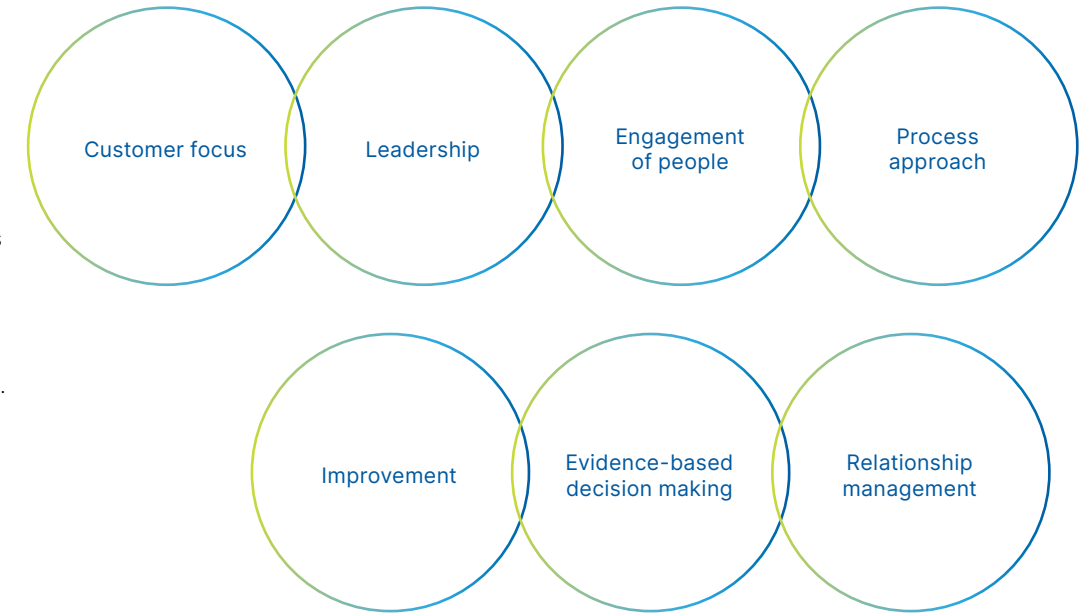 Customer focus
Leadership
Engagement
of people
Process
approach
s
.
Improvement
Evidence-based
decision making
Relationship
management